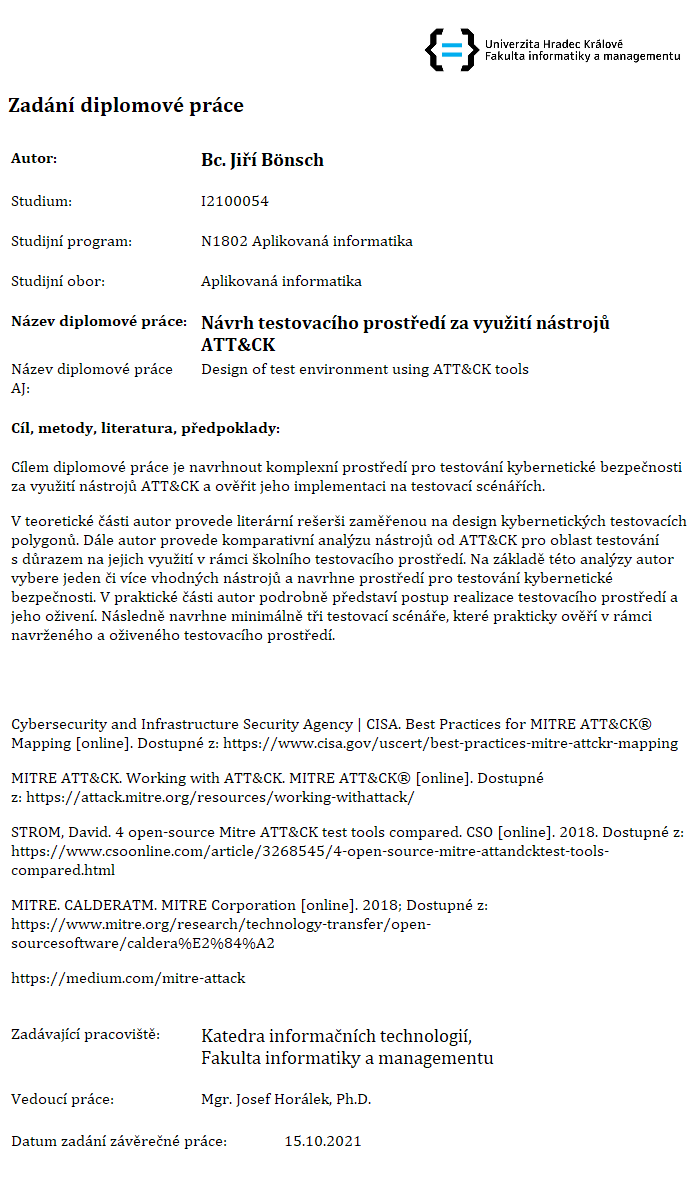 Univerzita Hradec Králové
Fakulta informatiky a managementu
Zadání diplomové práce
Autor: Bc. Jiří Bönsch
Studium: I2100054
Studijní program: N1802 Aplikovaná informatika
Studijní obor: Aplikovaná informatika
Název diplomové práce: Návrh testovacího prostředí za využití nástrojů
ATT&CK
Název diplomové práce Design of test environment using ATT&CK tools
AJ:
Cíl, metody, literatura, předpoklady:
Cílem diplomové práce je navrhnout komplexní prostředí pro testování kybernetické bezpečnosti
za využití nástrojů ATT&CK a ověřit jeho implementaci na testovací scénářích.
V teoretické části autor provede literární rešerši zaměřenou na design kybernetických testovacích
polygonů. Dále autor provede komparativní analýzu nástrojů od ATT&CK pro oblast testování
s důrazem na jejich využití v rámci školního testovacího prostředí. Na základě této analýzy autor
vybere jeden či více vhodných nástrojů a navrhne prostředí pro testování kybernetické
bezpečnosti. V praktické části autor podrobně představí postup realizace testovacího prostředí a
jeho oživení. Následně navrhne minimálně tři testovací scénáře, které prakticky ověří v rámci
navrženého a oživeného testovacího prostředí.
Cybersecurity and Infrastructure Security Agency | CISA. Best Practices for MITRE ATT&CK®
Mapping [online]. Dostupné z: https://www.cisa.gov/uscert/best-practices-mitre-attckr-mapping
MITRE ATT&CK. Working with ATT&CK. MITRE ATT&CK® [online]. Dostupné
z: https://attack.mitre.org/resources/working-withattack/
STROM, David. 4 open-source Mitre ATT&CK test tools compared. CSO [online]. 2018. Dostupné z:
https://www.csoonline.com/article/3268545/4-open-source-mitre-attandcktest-tools-
compared.html
MITRE. CALDERATM. MITRE Corporation [online]. 2018; Dostupné z:
https://www.mitre.org/research/technology-transfer/open-
sourcesoftware/caldera%E2%84%A2
https://medium.com/mitre-attack
Zadávající pracoviště: Katedra informačních technologií,
Fakulta informatiky a managementu
Vedoucí práce: Mgr. Josef Horálek, Ph.D.
Datum zadání závěrečné práce: 15.10.2021